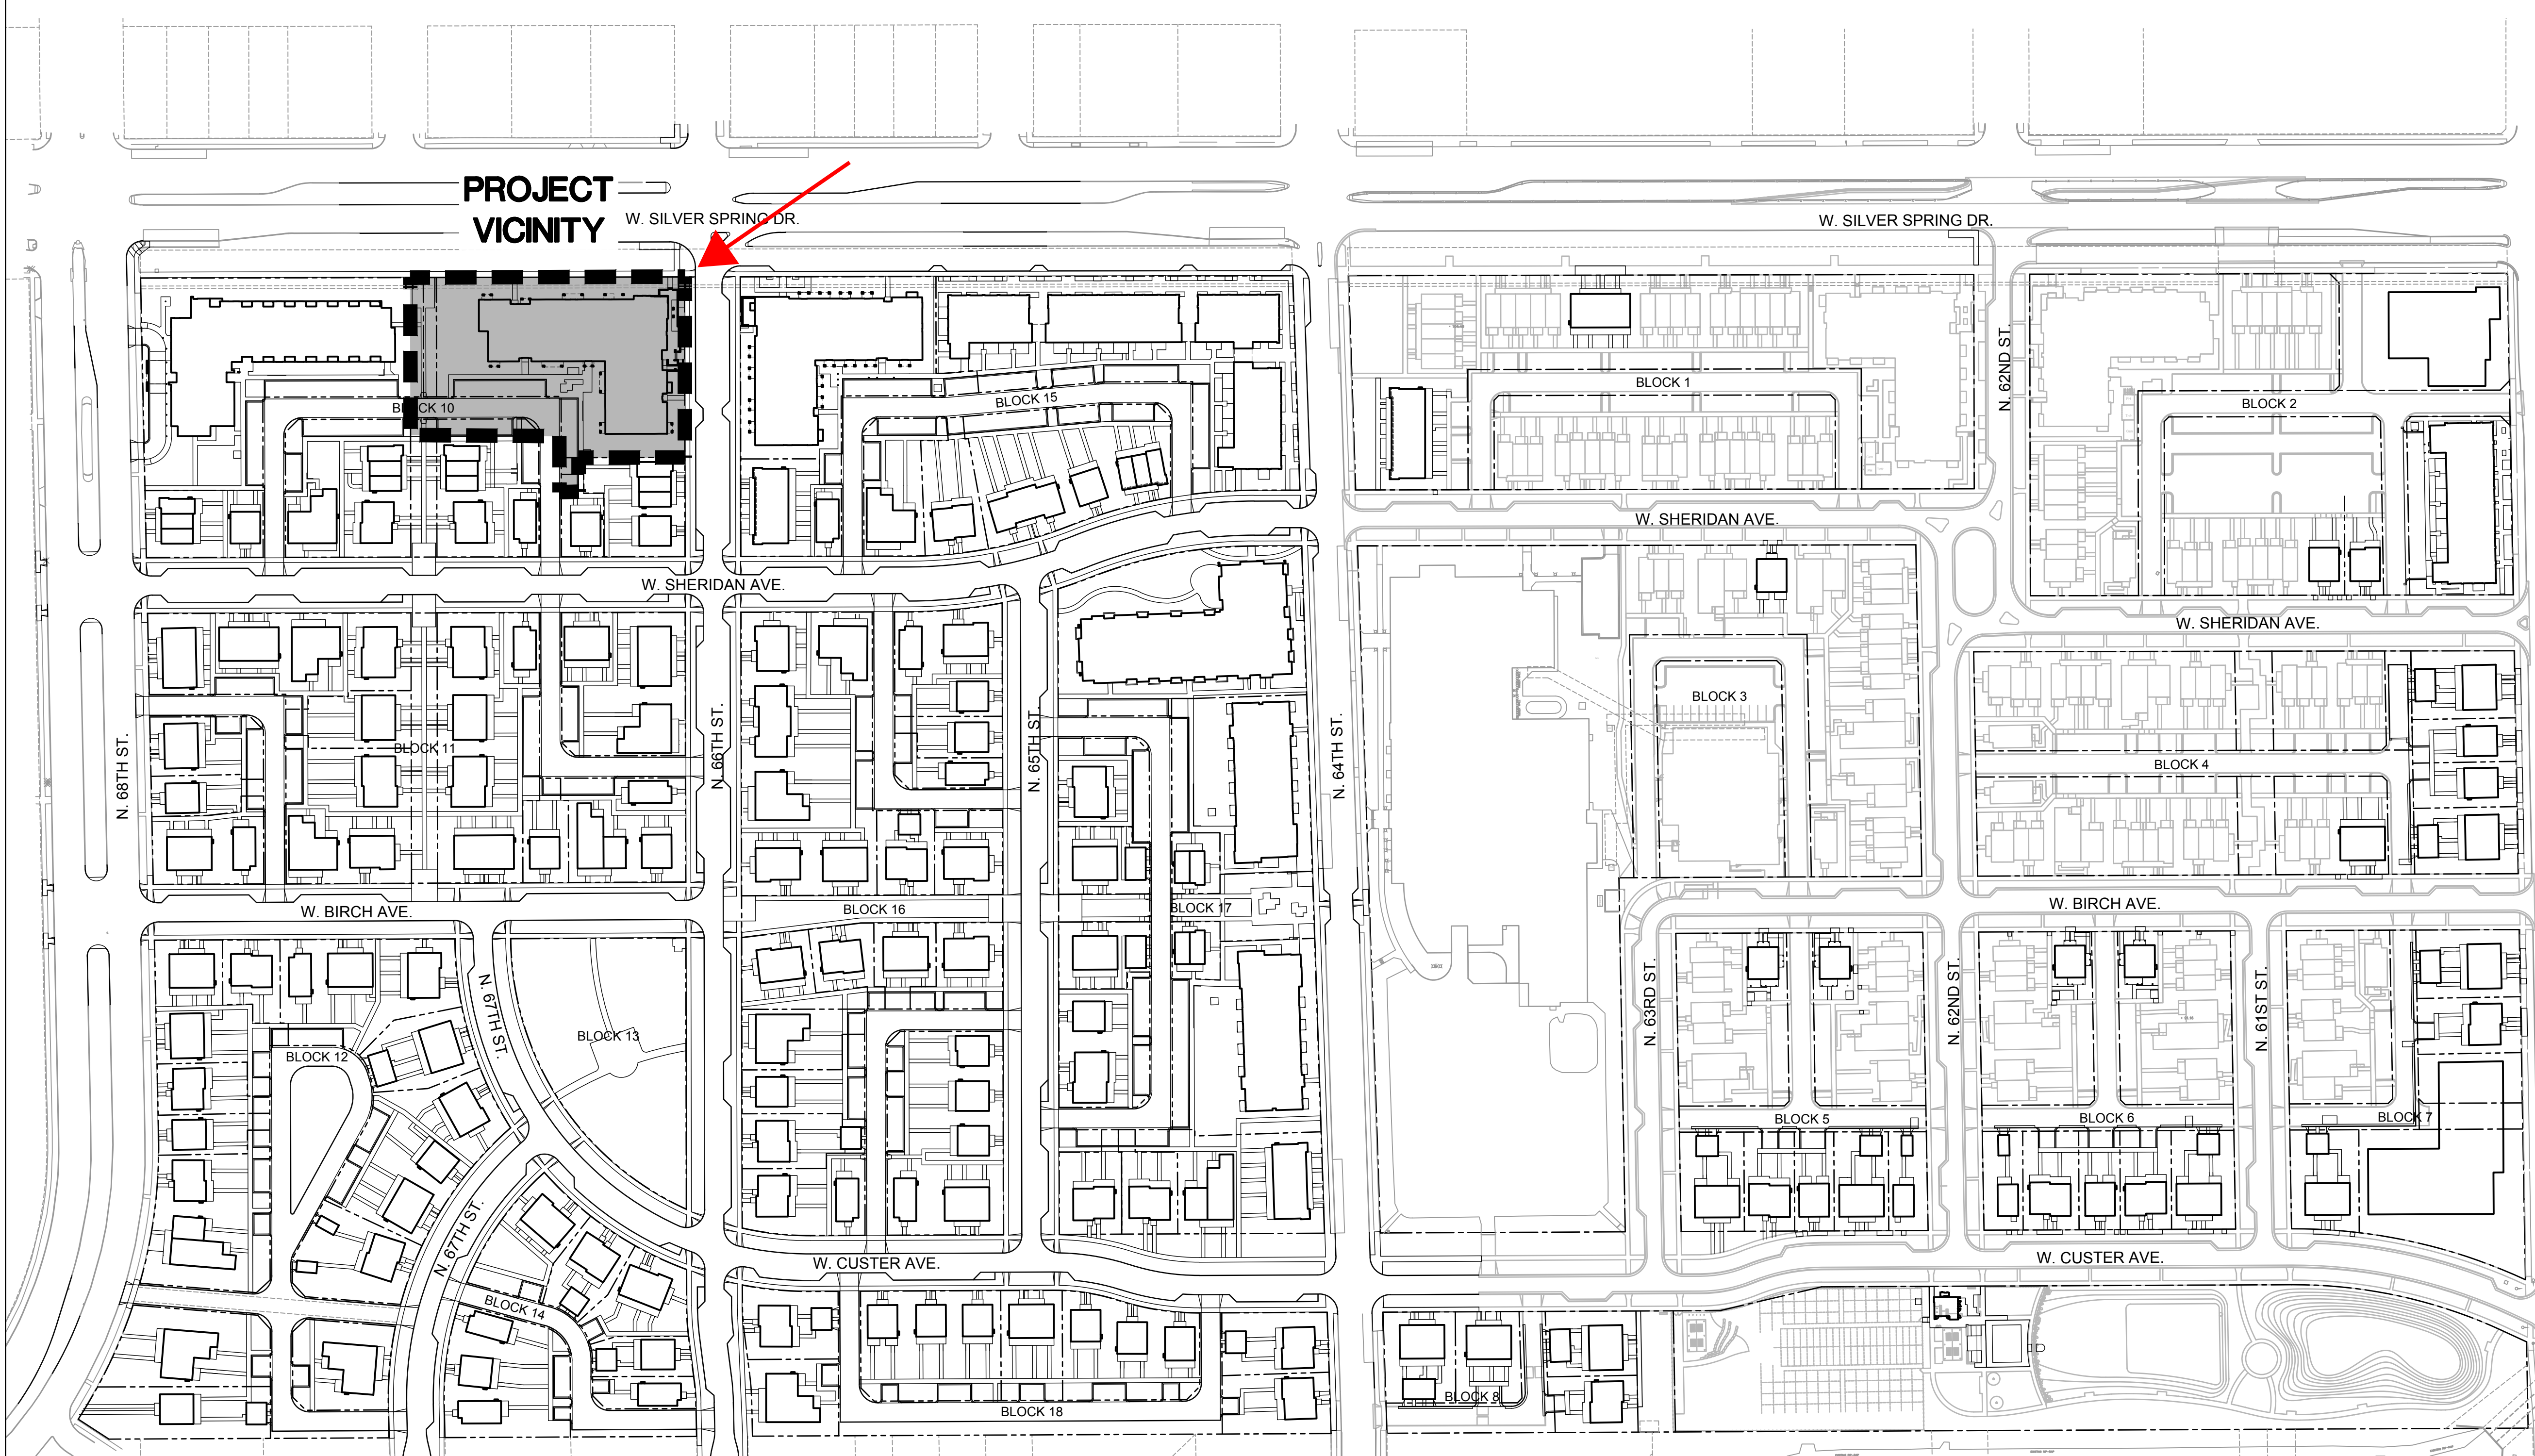 PROJECT
VICINITY
W. SILVER SPRING DR.
W. SILVER SPRING DR.
BLOCK 10
BLOCK 15
BLOCK 1
N. 62ND ST.
BLOCK 2
W. SHERIDAN AVE.
W. SHERIDAN AVE.
W. SHERIDAN AVE.
N. 68TH ST.
BLOCK 11
N. 66TH ST.
N. 65TH ST.
N. 64TH ST.
BLOCK 3
BLOCK 4
W. BIRCH AVE.
BLOCK 16
BLOCK 17
W. BIRCH AVE.
N. 67TH ST.
BLOCK 12
BLOCK 13
N. 63RD ST.
N. 62ND ST.
N. 61ST ST.
BLOCK 5
BLOCK 6
BLOCK 7
N. 67TH ST.
W. CUSTER AVE.
W. CUSTER AVE.
BLOCK 14
BLOCK 18
BLOCK 8